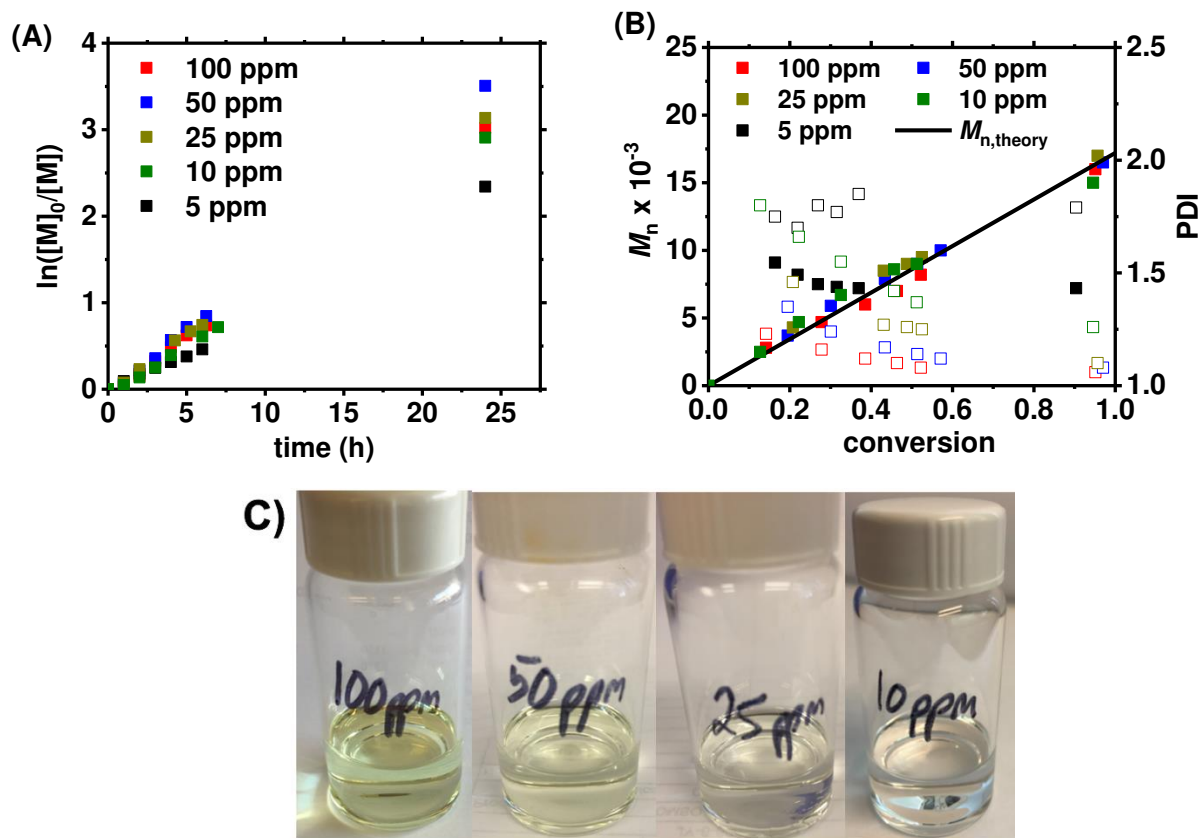 (A)
4
3
2
1
0
0 5 10 15 20 25
ln([M]₀/[M])
time (h)
100 ppm
50 ppm
25 ppm
10 ppm
5 ppm
(B)
25
20
15
10
5
0
0.0 0.2 0.4 0.6 0.8 1.0
2.5
2.0
1.5
1.0
Mₙ x 10⁻³
PDI
conversion
100 ppm 50 ppm
25 ppm 10 ppm
5 ppm Mₙ,theory
C)
100ppm
50 ppm
25 ppm
10 ppm